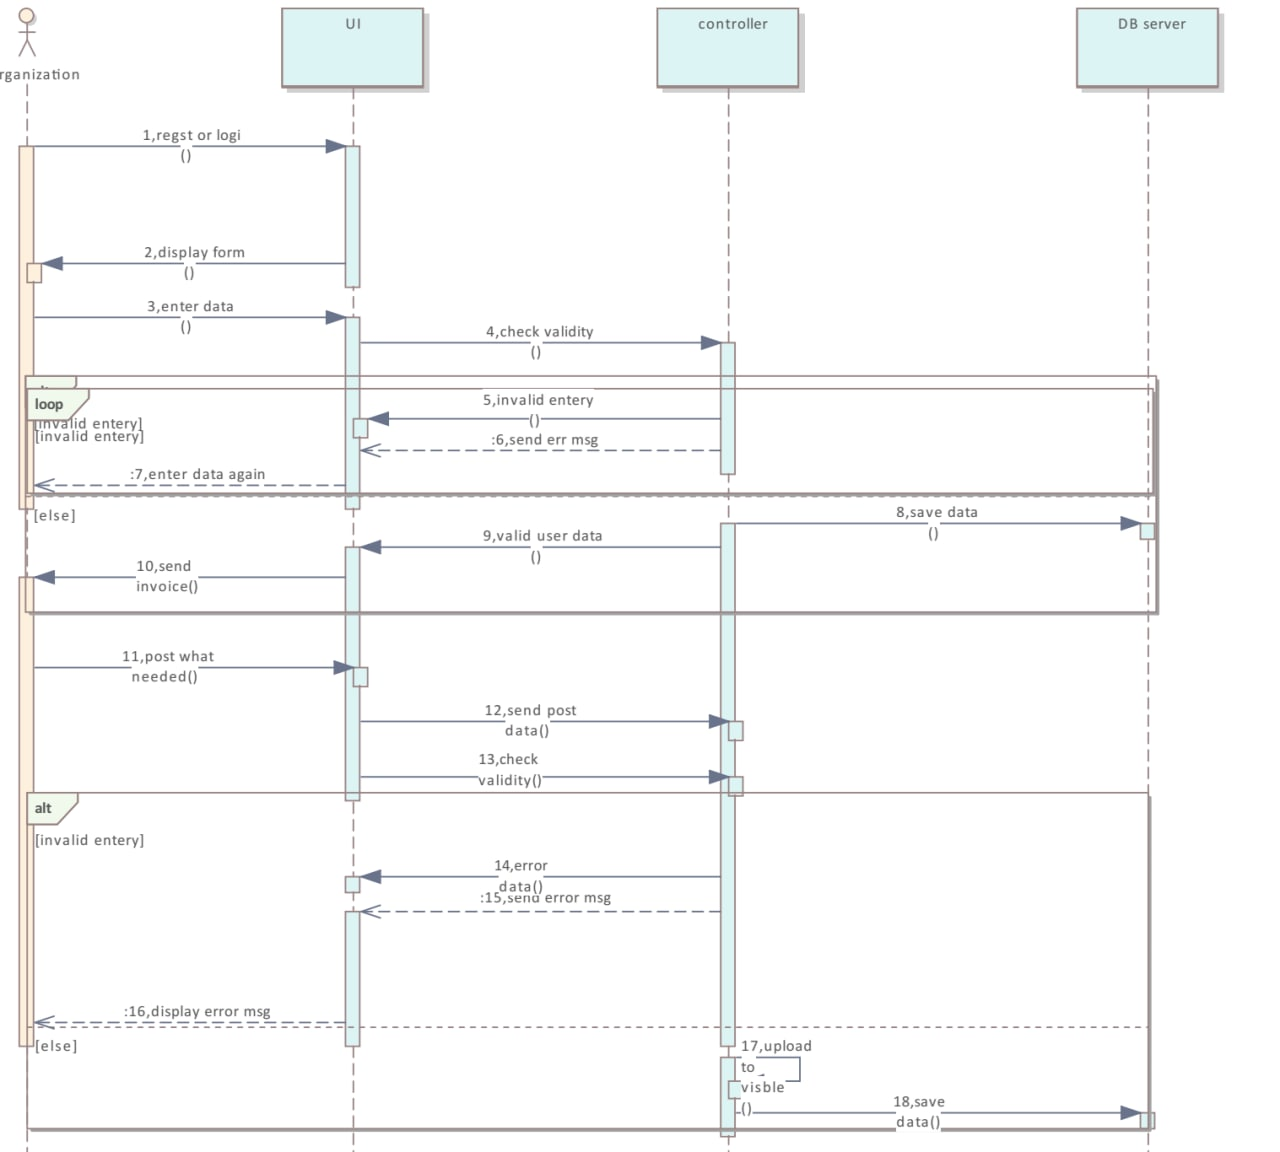 UI
controller
DB server
rganization
1,regst or logi
()
2,display form
()
3,enter data
()
4,check validity
()
loop
[invalid entery]
[invalid entery]
5,invalid entery
()
:6,send err msg
:7,enter data again
[else]
8,save data
()
9,valid user data
()
10,send
invoice()
11,post what
needed()
12,send post
data()
13,check
validity()
alt
[invalid entery]
14,error
data()
:15,send error msg
:16,display error msg
[else]
17,upload
to
visble
()
18,save
data()